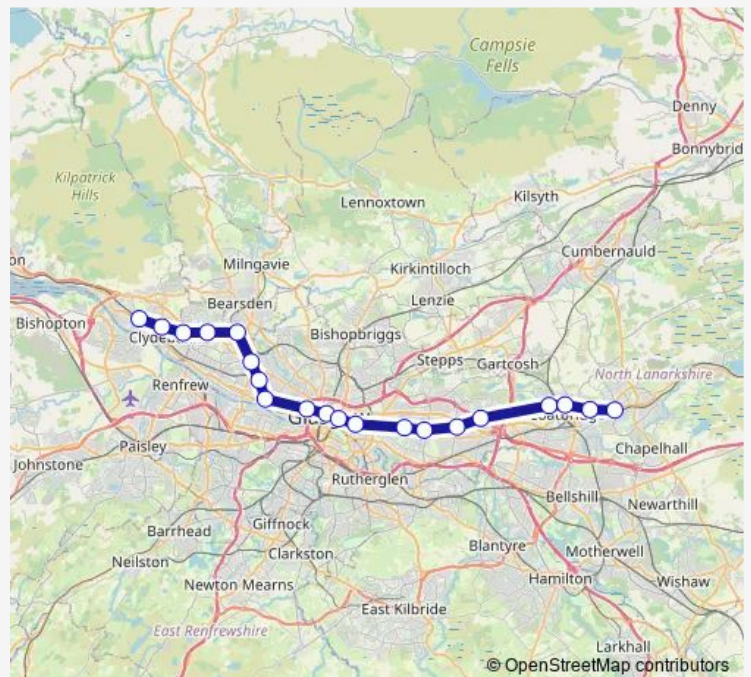 Campsie
Fells
Denny
Bonnybrid
Kilpatrick
Hills
Lennoxtown
Kilsyth
on
Milngavie
Kirkintilloch
Cumbernauld
Bearsden
Lenzie
Bishopton
Clydeb
Bishopbriggs
Stepps
Gartcosh
North Lanarkshire
Renfrew
Paisley
Chapelhall
Johnstone
Rutherglen
Bellshill
Newarthill
Barrhead
Giffnock
Clarkston
Blantyre
Motherwell
Neilston
Newton Mearns
Hamilton
Wishaw
East Kilbride
East Renfrewshire
Larkhall
© OpenStreetMap contributors